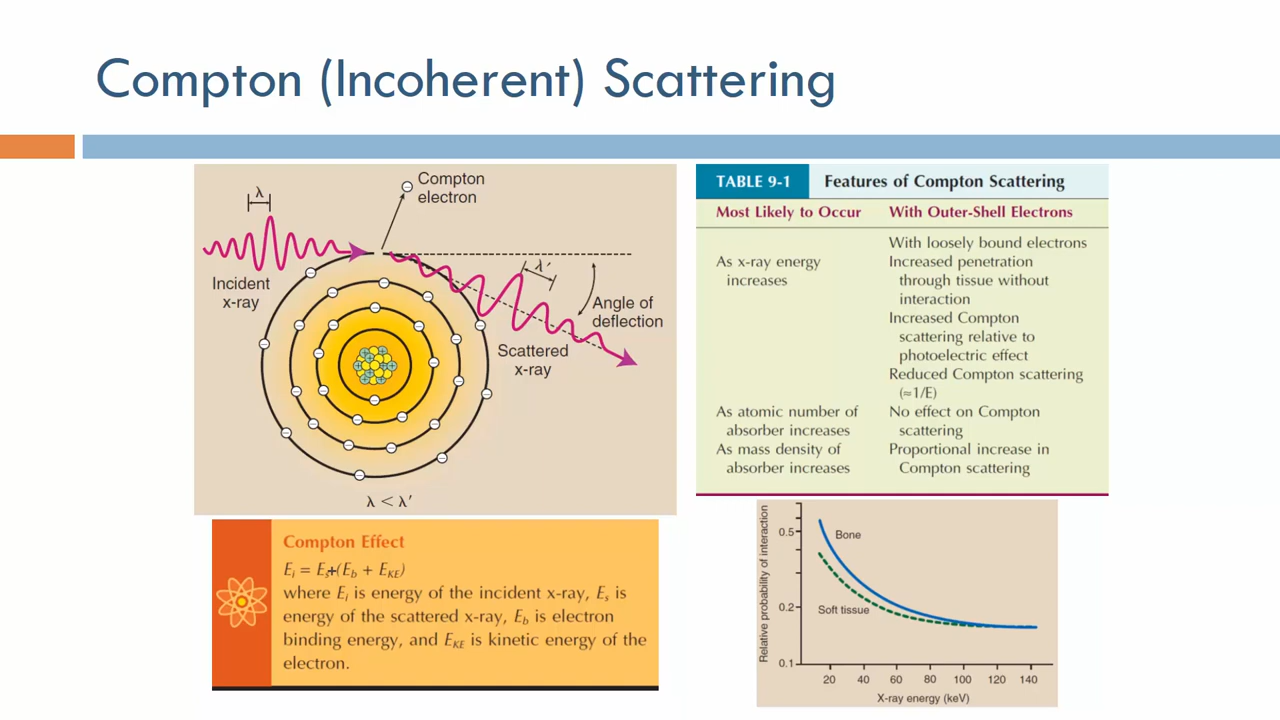 Compton (Incoherent) Scattering
λ
Compton
electron
Incident
x-ray
λ′
Angle of
deflection
Scattered
x-ray
λ < λ′
TABLE 9-1 Features of Compton Scattering
Most Likely to Occur With Outer-Shell Electrons
With loosely bound electrons
As x-ray energy Increased penetration
increases through tissue without
interaction
Increased Compton
scattering relative to
photoelectric effect
Reduced Compton scattering
(≈1/E)
As atomic number of No effect on Compton
absorber increases scattering
As mass density of Proportional increase in
absorber increases Compton scattering
Compton Effect
Ei = Es+(Eb + EKE)
where Ei is energy of the incident x-ray, Es is
energy of the scattered x-ray, Eb is electron
binding energy, and EKE is kinetic energy of the
electron.
Relative probability of interaction
0.5
0.2
0.1
Bone
Soft tissue
20 40 60 80 100 120 140
X-ray energy (keV)